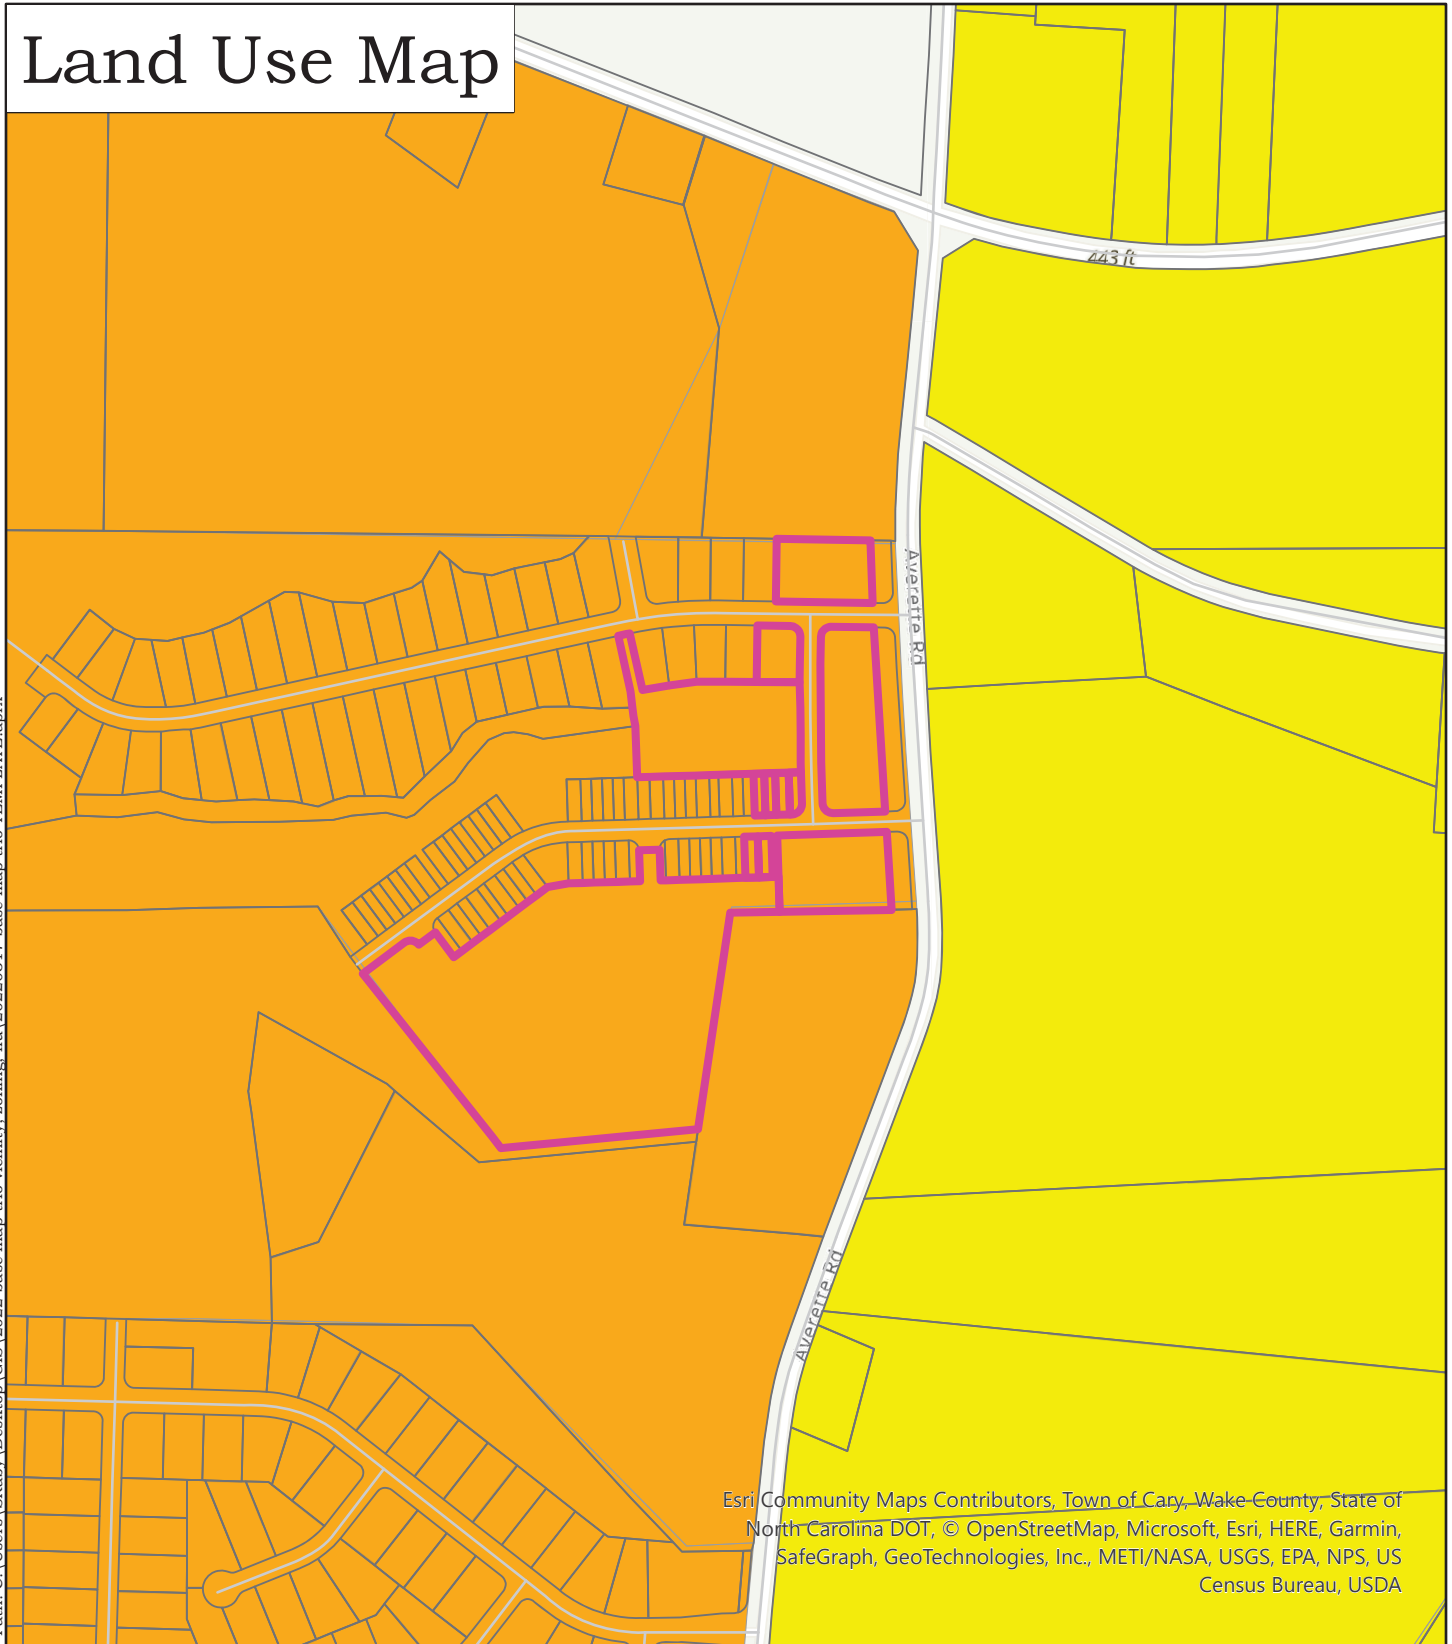 Land Use Map
443 ft
Averette Rd
Averette Rd
Esri Community Maps Contributors, Town of Cary, Wake County, State of
North Carolina DOT, © OpenStreetMap, Microsoft, Esri, HERE, Garmin,
SafeGraph, GeoTechnologies, Inc., METI/NASA, USGS, EPA, NPS, US
Census Bureau, USDA